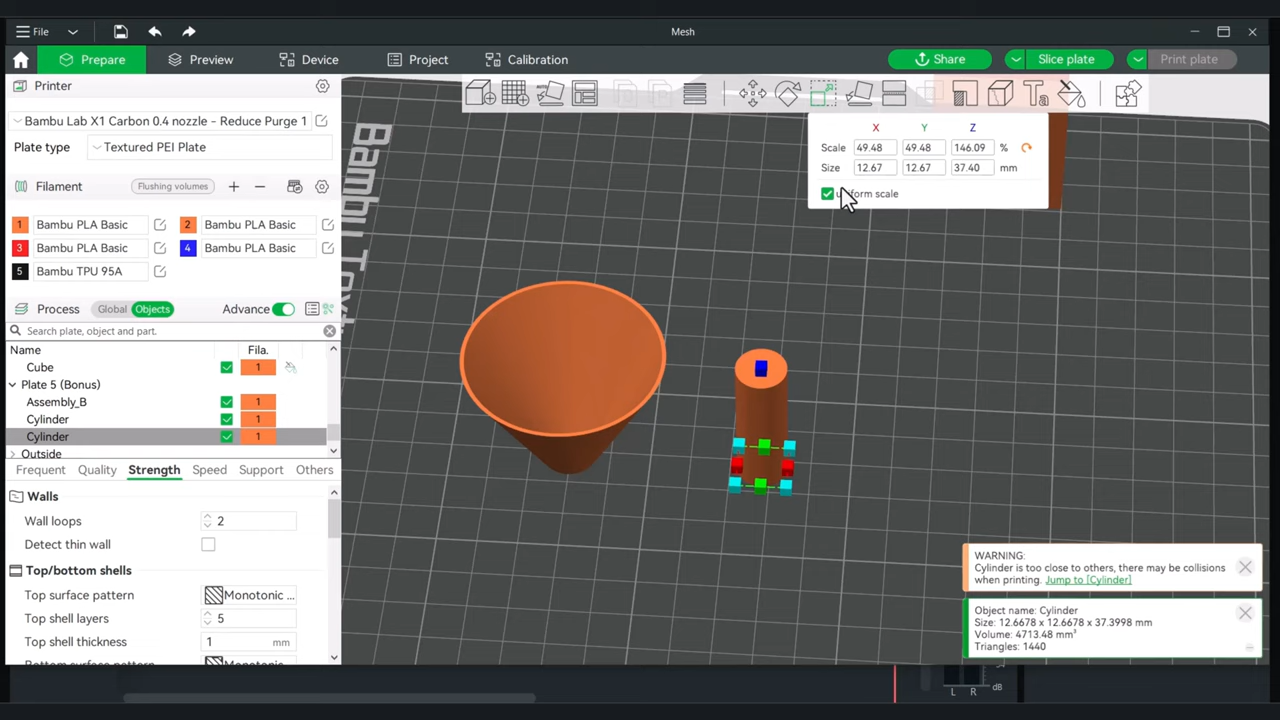 File
Mesh
Prepare
Preview
Device
Project
Calibration
Share
Slice plate
Print plate
Printer
Bambu Lab X1 Carbon 0.4 nozzle - Reduce Purge 1
Plate type
Textured PEI Plate
Filament
Flushing volumes
1 Bambu PLA Basic
2 Bambu PLA Basic
3 Bambu PLA Basic
4 Bambu PLA Basic
5 Bambu TPU 95A
Process
Global
Objects
Advance
Search plate, object and part.
Name Fila.
Cube 1
Plate 5 (Bonus)
Assembly_B 1
Cylinder 1
Cylinder 1
Outside
Frequent Quality Strength Speed Support Others
Walls
Wall loops 2
Detect thin wall
Top/bottom shells
Top surface pattern Monotonic ...
Top shell layers 5
Top shell thickness 1 mm
X Y Z
Scale 49.48 49.48 146.09 %
Size 12.67 12.67 37.40 mm
WARNING:
Cylinder is too close to others, there may be collisions
when printing. Jump to [Cylinder]
Object name: Cylinder
Size: 12.6678 x 12.6678 x 37.3998 mm
Volume: 4713.48 mm³
Triangles: 1440
L R dB